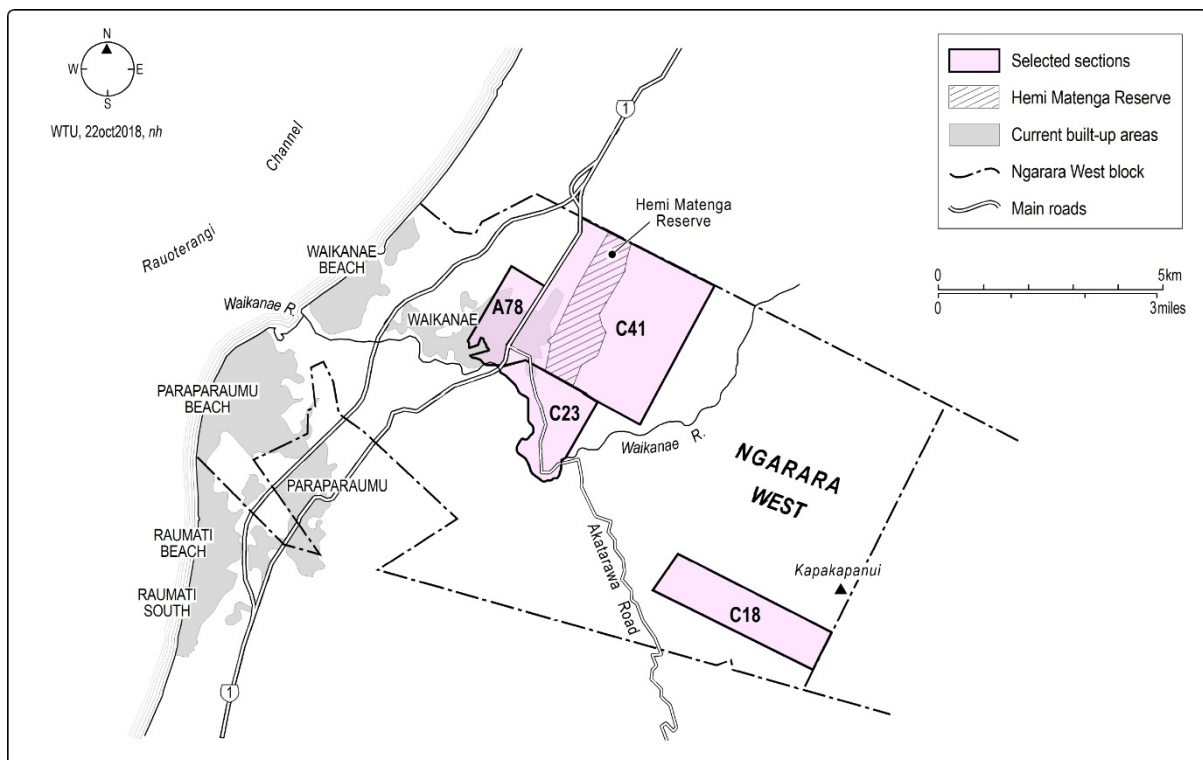 N
W E
S
WTU, 22oct2018, nh
Rauoterangi
Channel
1
Selected sections
Hemi Matenga Reserve
Current built-up areas
Ngarara West block
Main roads
0 5km
0 3miles
Hemi Matenga
Reserve
WAIKANAE
BEACH
Waikanae R.
WAIKANAE
A78
C41
PARAPARAUMU
BEACH
C23
Waikanae R.
NGARARA
WEST
PARAPARAUMU
RAUMATI
BEACH
RAUMATI
SOUTH
Akatarawa Road
Kapakapanui
C18
1